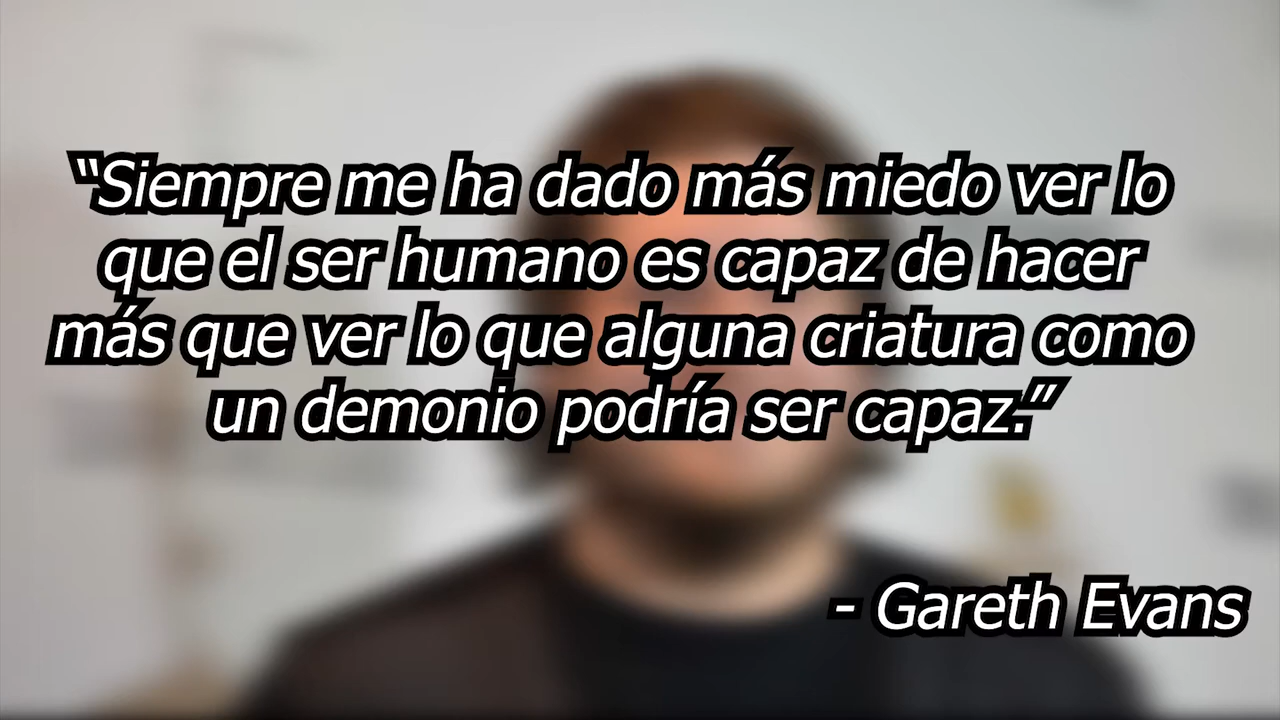 “Siempre me ha dado más miedo ver lo
que el ser humano es capaz de hacer
más que ver lo que alguna criatura como
un demonio podría ser capaz.”
- Gareth Evans